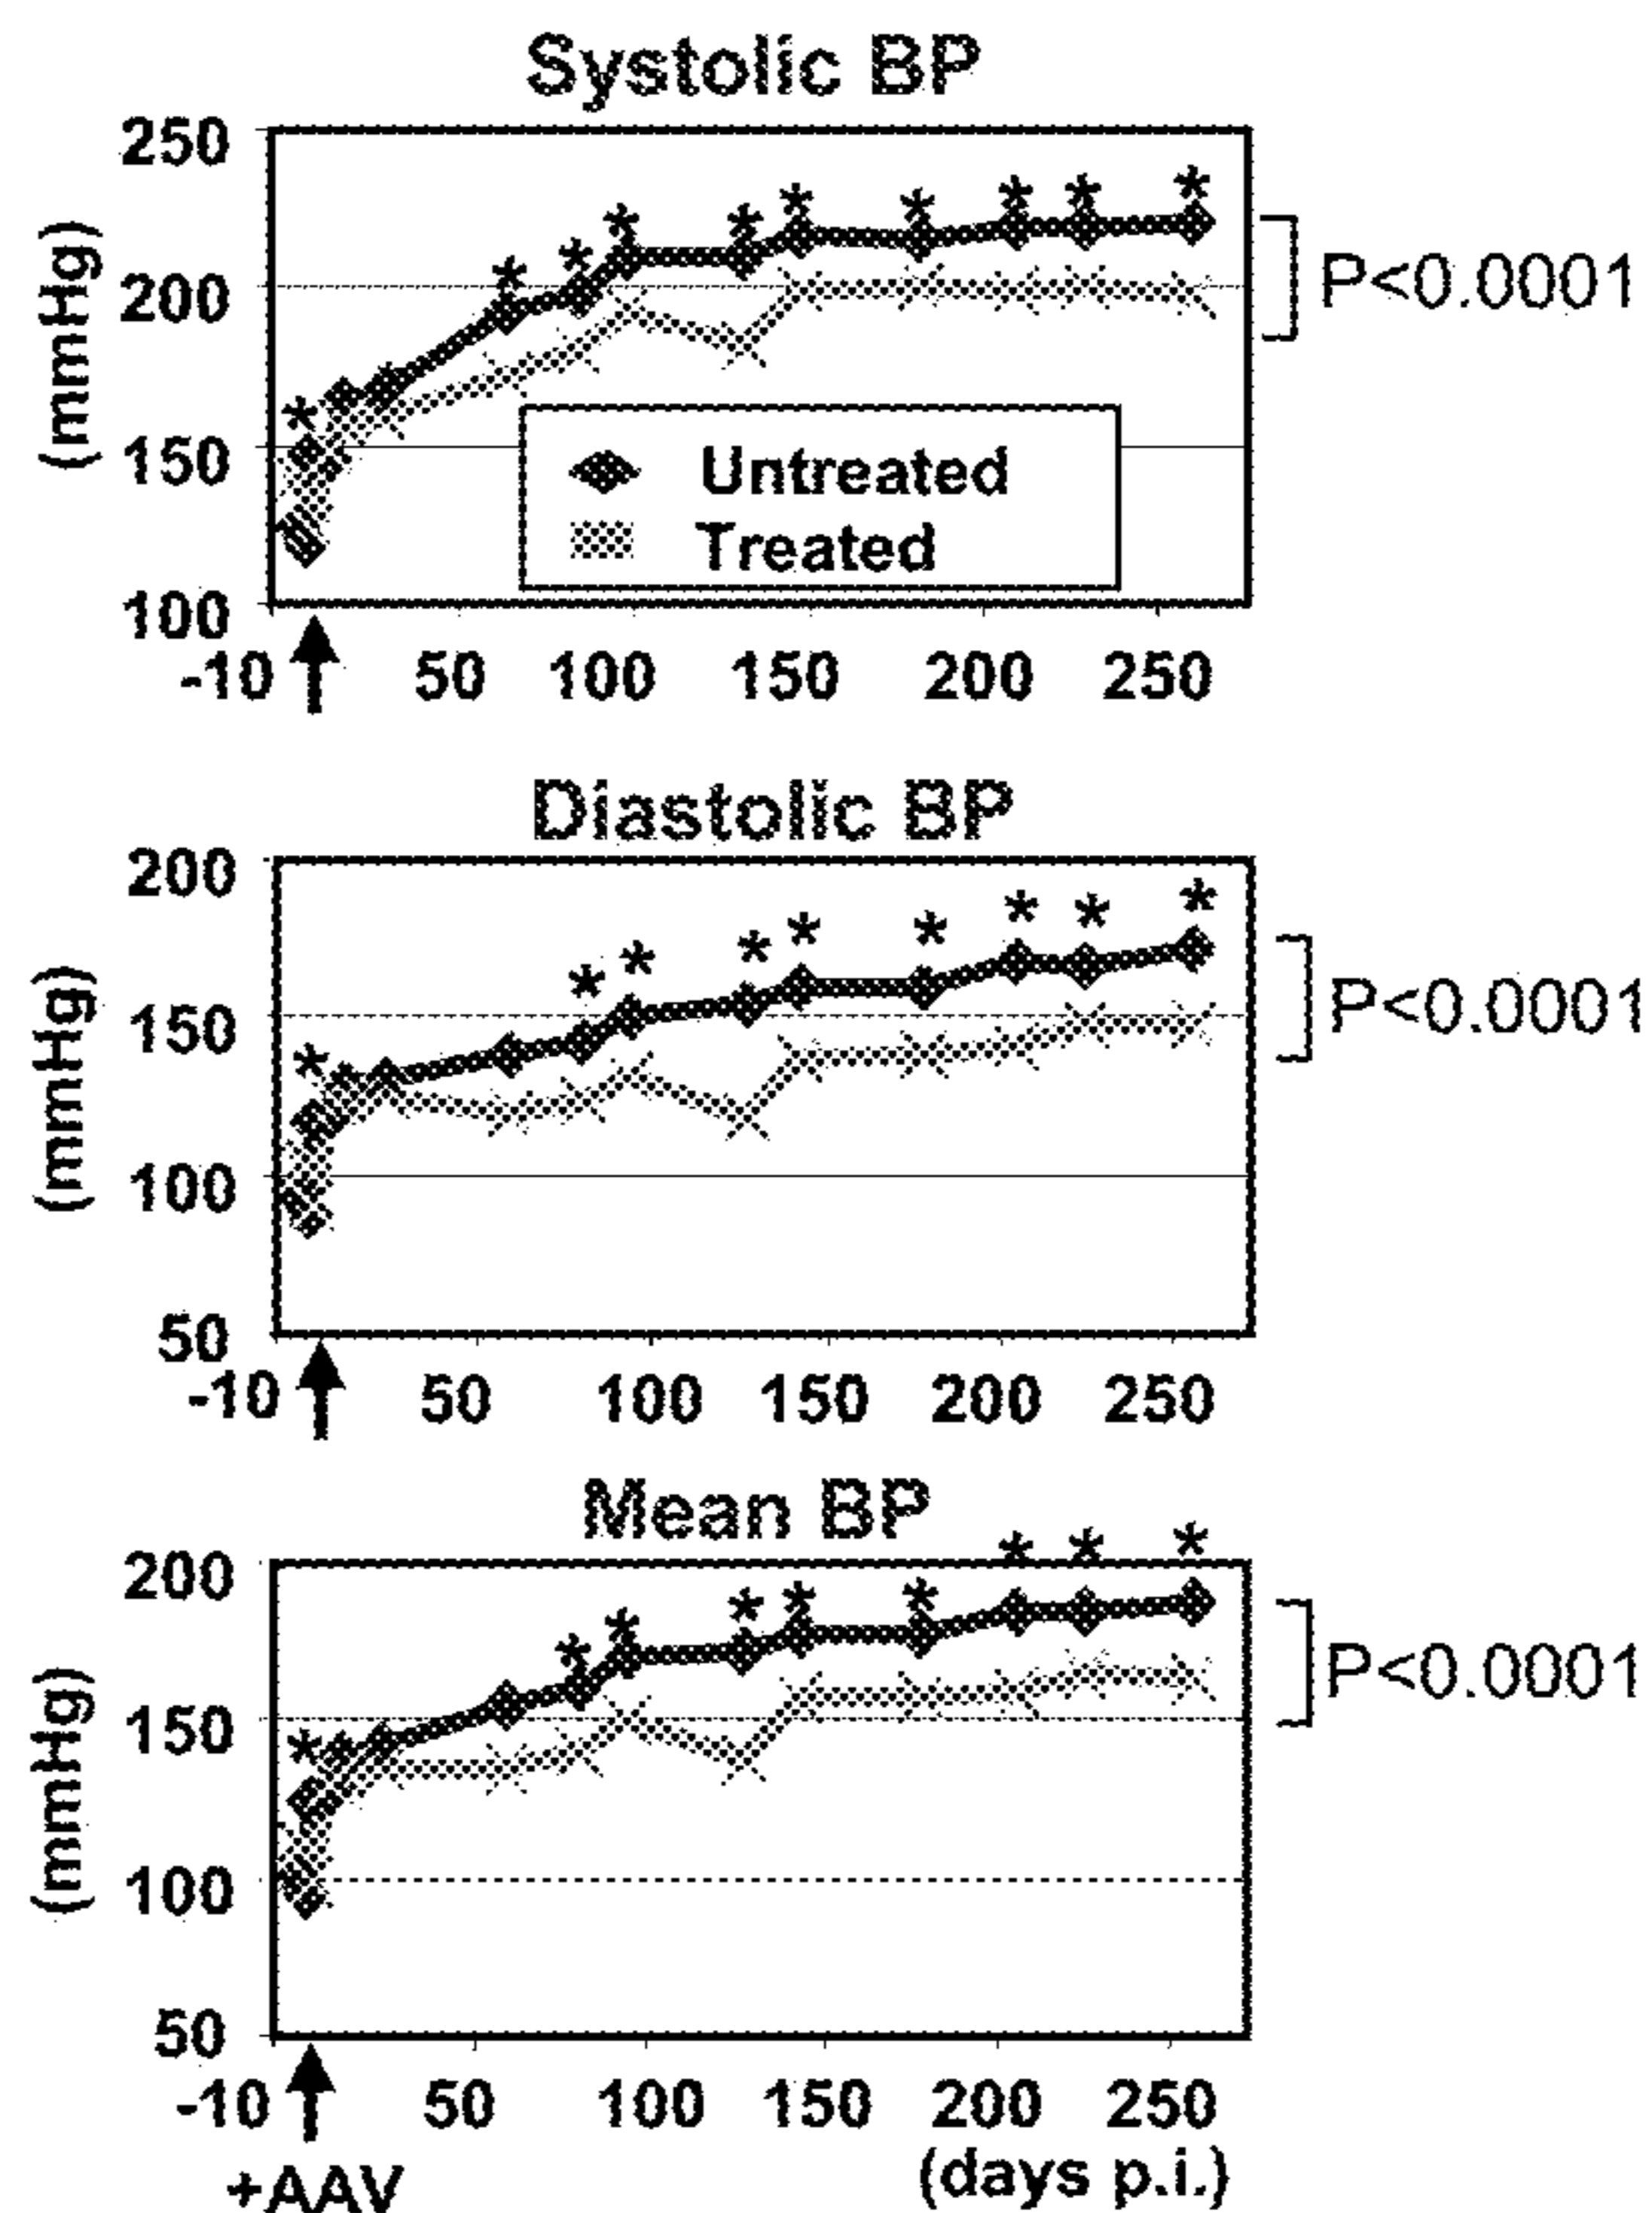 Systolic BP
250
200
150
100
(mmHg)
* * * * * * * * * * *
Untreated
Treated
P<0.0001
-10 50 100 150 200 250
Diastolic BP
200
150
100
50
(mmHg)
* * * * * * * * *
P<0.0001
-10 50 100 150 200 250
Mean BP
200
150
100
50
(mmHg)
* * * * * * * * *
P<0.0001
-10 50 100 150 200 250
+AAV (days p.i.)